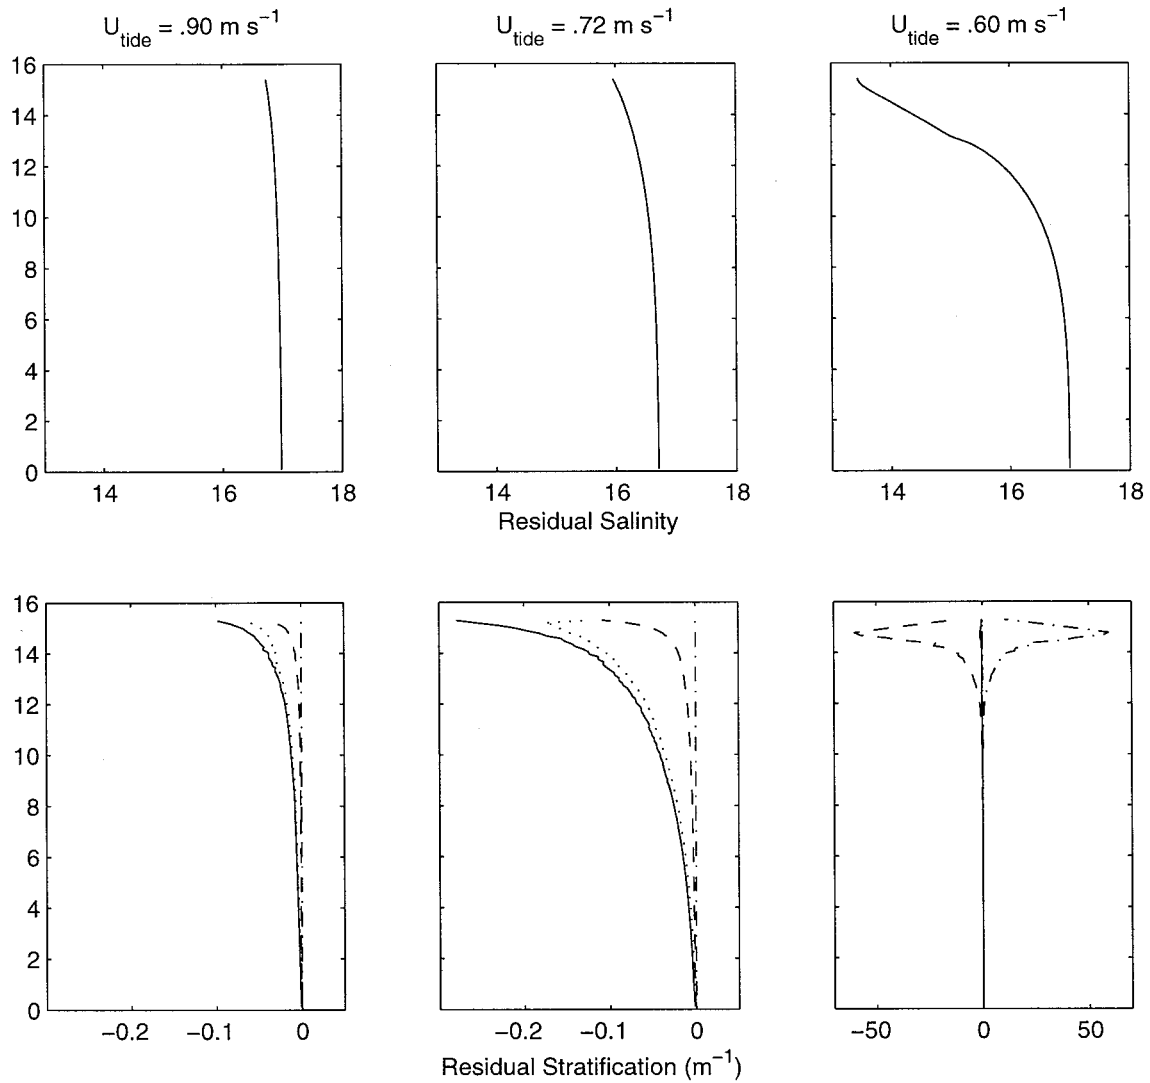 U_tide = .90 m s⁻¹
U_tide = .72 m s⁻¹
U_tide = .60 m s⁻¹
16
14
12
10
8
6
4
2
0
14 16 18
14 16 18
14 16 18
Residual Salinity
16
14
12
10
8
6
4
2
0
−0.2 −0.1 0
−0.2 −0.1 0
−50 0 50
Residual Stratification (m⁻¹)